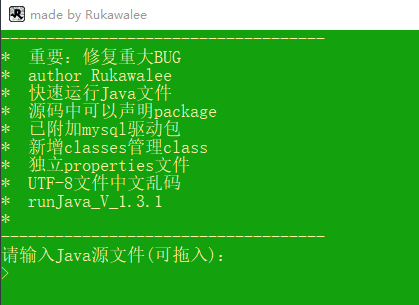 made by Rukawalee
------------------------------------
* 重要：修复重大BUG
* author Rukawalee
* 快速运行Java文件
* 源码中可以声明package
* 已附加mysql驱动包
* 新增classes管理class
* 独立properties文件
* UTF-8文件中文乱码
* runJava_V_1.3.1
*
------------------------------------
请输入Java源文件(可拖入):
>